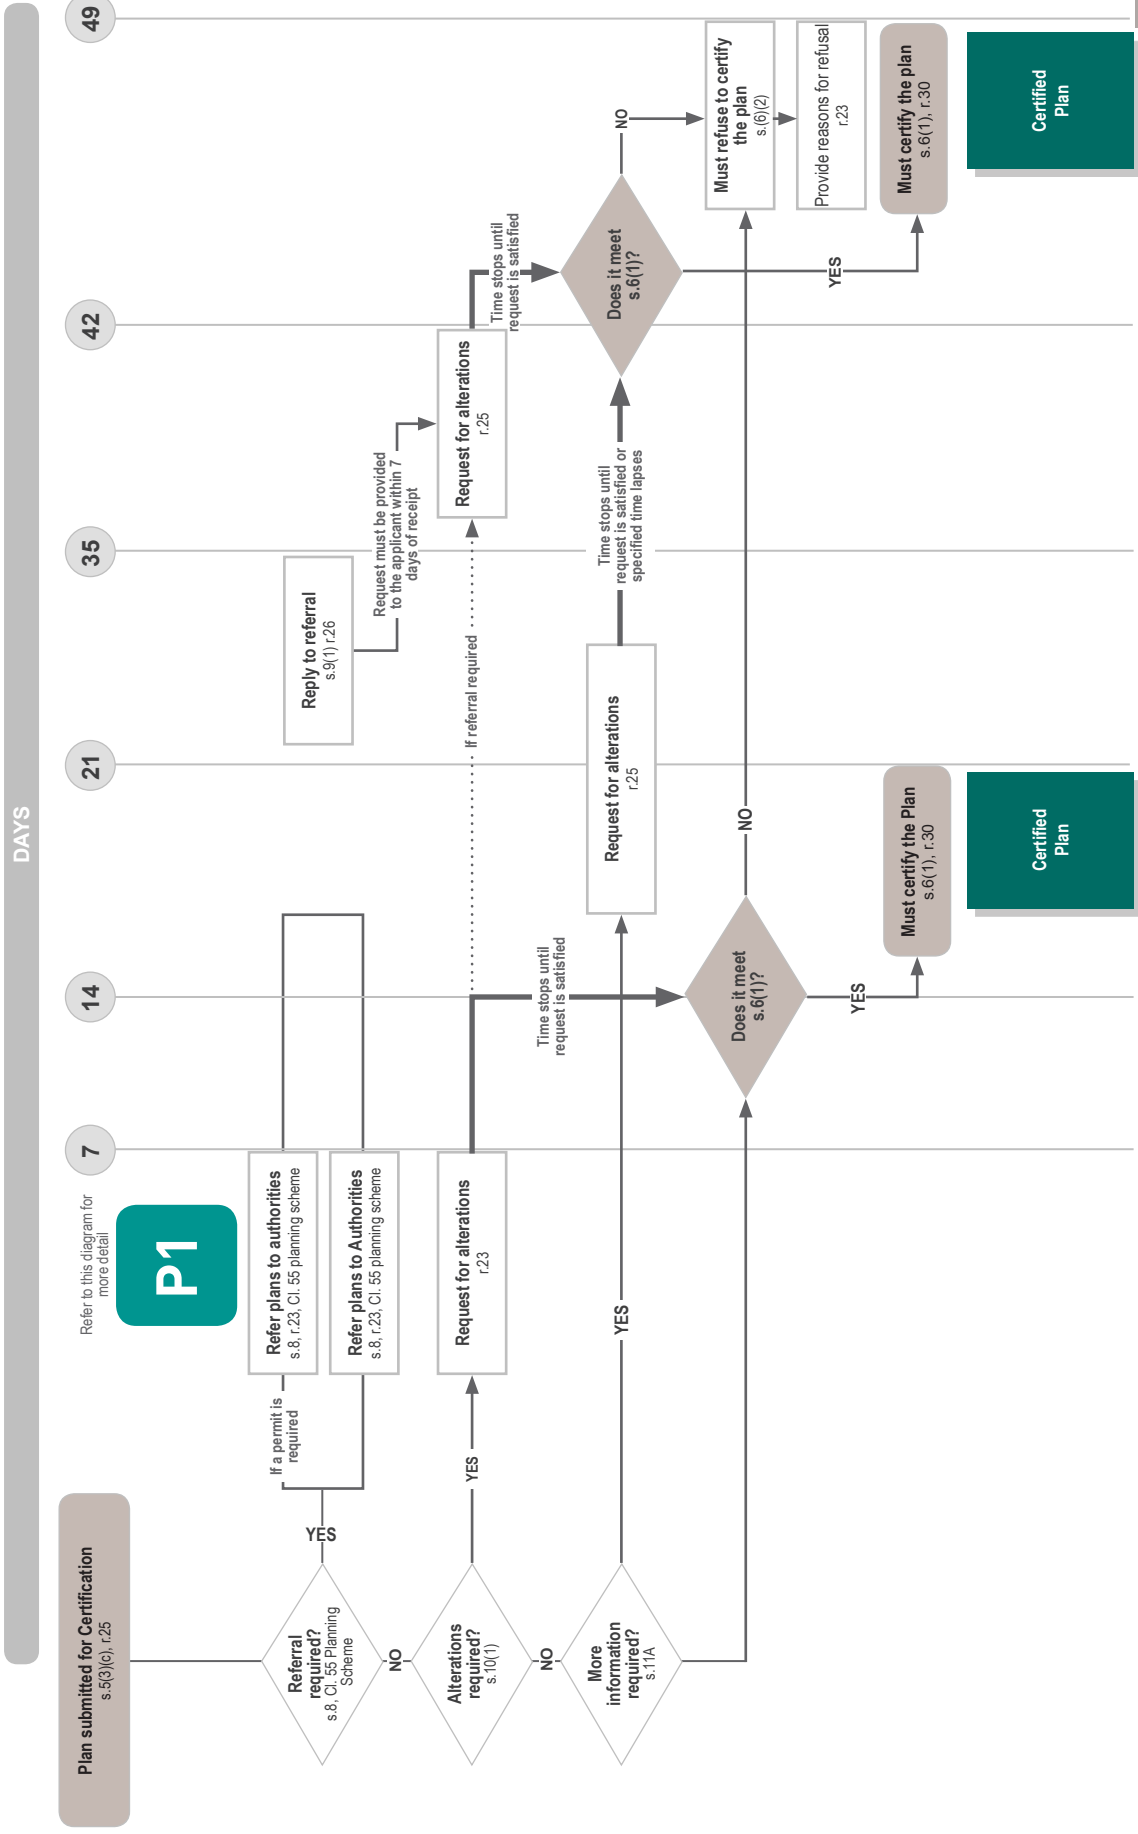 DAYS
7
14
21
35
42
49
Plan submitted for Certification
s.5(3)(c), r.25
Refer to this diagram for
more detail
P1
Referral
required?
s.8, Cl. 55 Planning
Scheme
YES
If a permit is
required
Refer plans to authorities
s.8, r.23, Cl. 55 planning scheme
Refer plans to Authorities
s.8, r.23, Cl. 55 planning scheme
Reply to referral
s.9(1) r.26
Request must be provided
to the applicant within 7
days of receipt
NO
Alterations
required?
s.10(1)
YES
Request for alterations
r.23
If referral required
Request for alterations
r.25
Time stops until
request is satisfied
Time stops until
request is satisfied
NO
More
information
required?
s.11A
YES
Request for alterations
r.25
Time stops until
request is satisfied or
specified time lapses
Does it meet
s.6(1)?
NO
Must refuse to certify
the plan
s.(6)(2)
Provide reasons for refusal
r.23
Does it meet
s.6(1)?
NO
YES
YES
Must certify the Plan
s.6(1), r.30
Must certify the plan
s.6(1), r.30
Certified
Plan
Certified
Plan